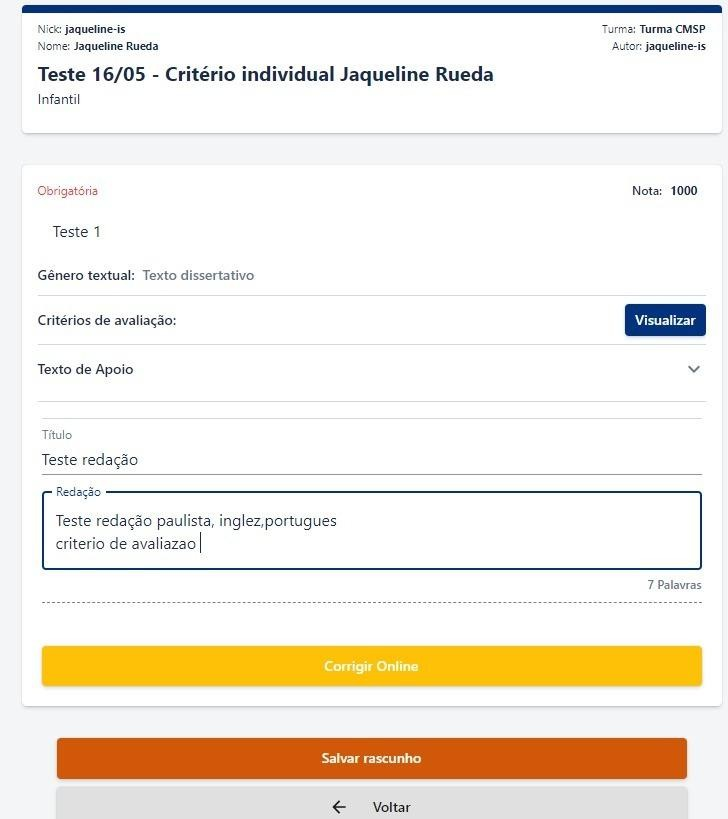 Nick: jaqueline-is
Turma: Turma CMSP
Nome: Jaqueline Rueda
Autor: jaqueline-is
Teste 16/05 - Critério individual Jaqueline Rueda
Infantil
Obrigatória
Nota: 1000
Teste 1
Gênero textual: Texto dissertativo
Critérios de avaliação:
Visualizar
Texto de Apoio
Título
Teste redação
Redação
Teste redação paulista, inglez,portugues
criterio de avaliazao
7 Palavras
Corrigir Online
Salvar rascunho
Voltar